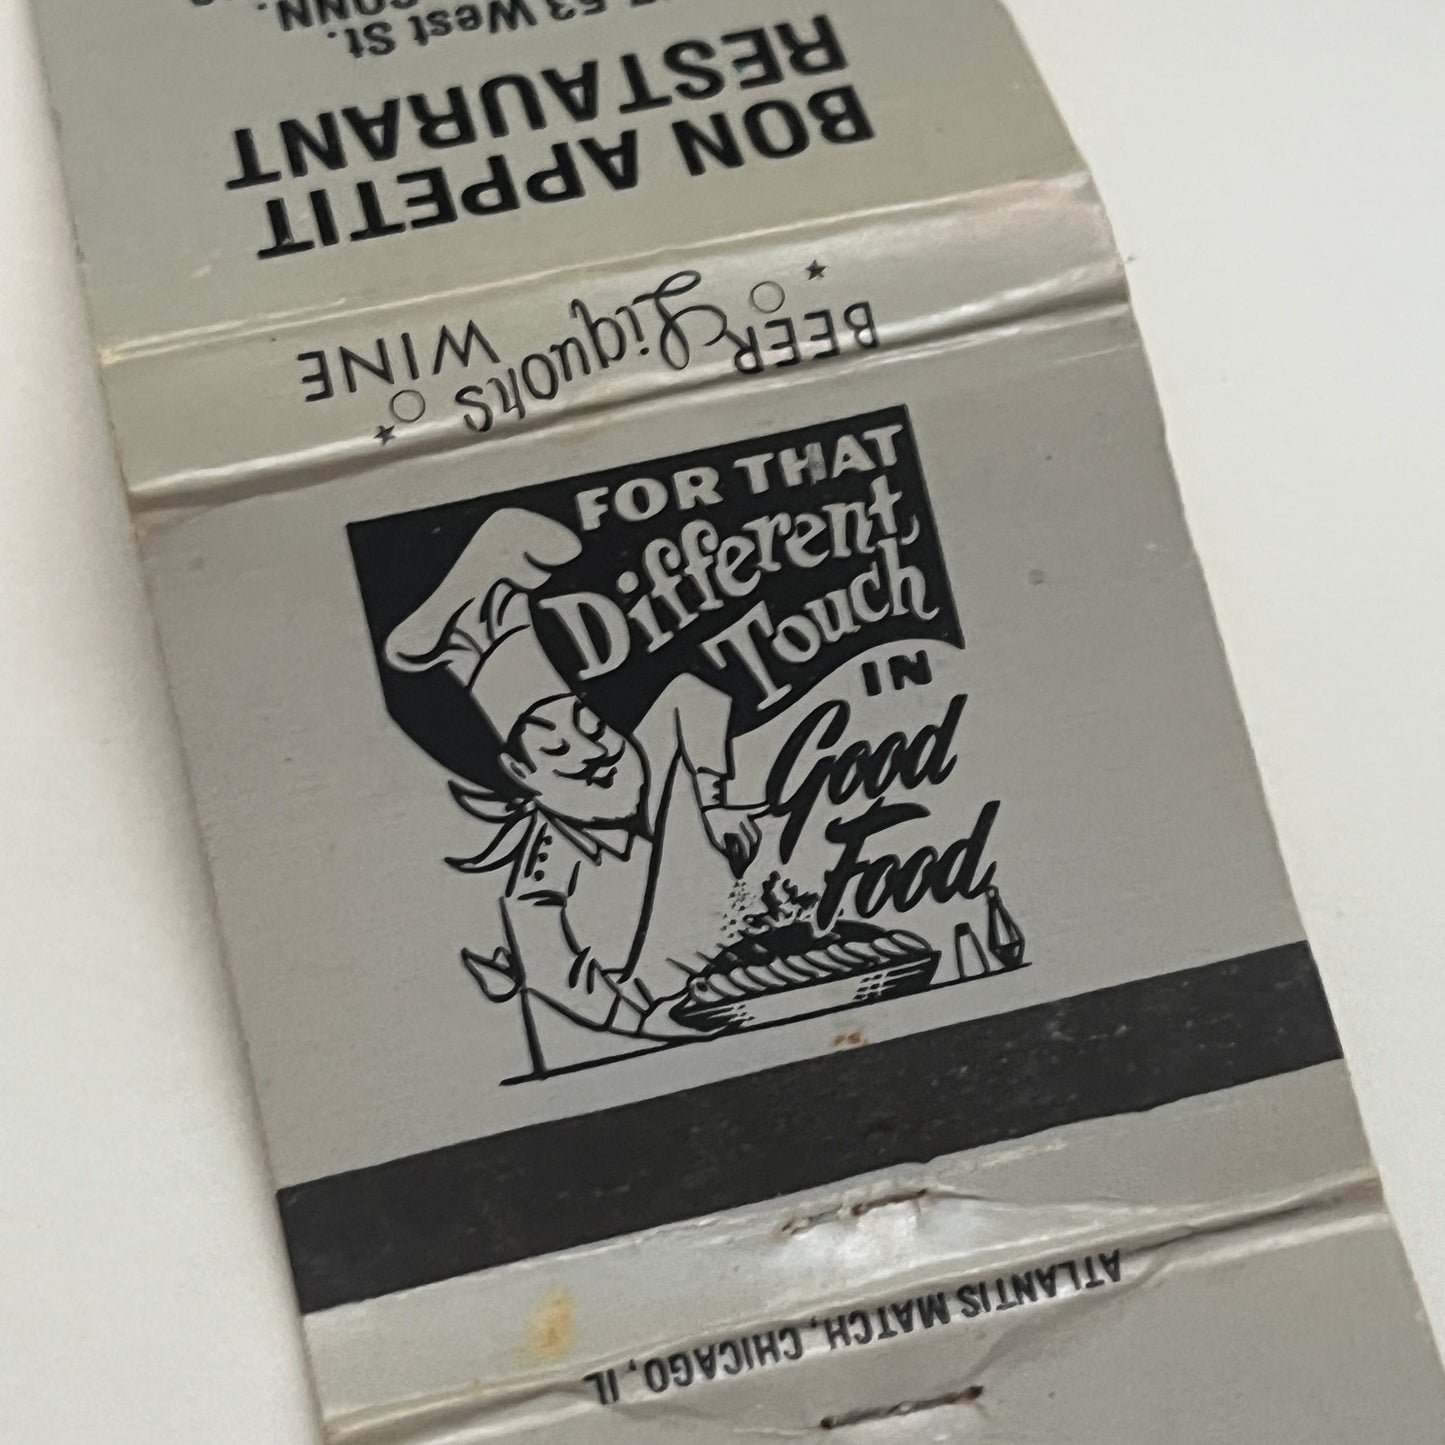 BON APPETIT
RESTAURANT
53 West St.
CONN.
BEER Liquors WINE
FOR THAT
Different
Touch
IN
Good
Food
ATLANTIS MATCH, CHICAGO, IL